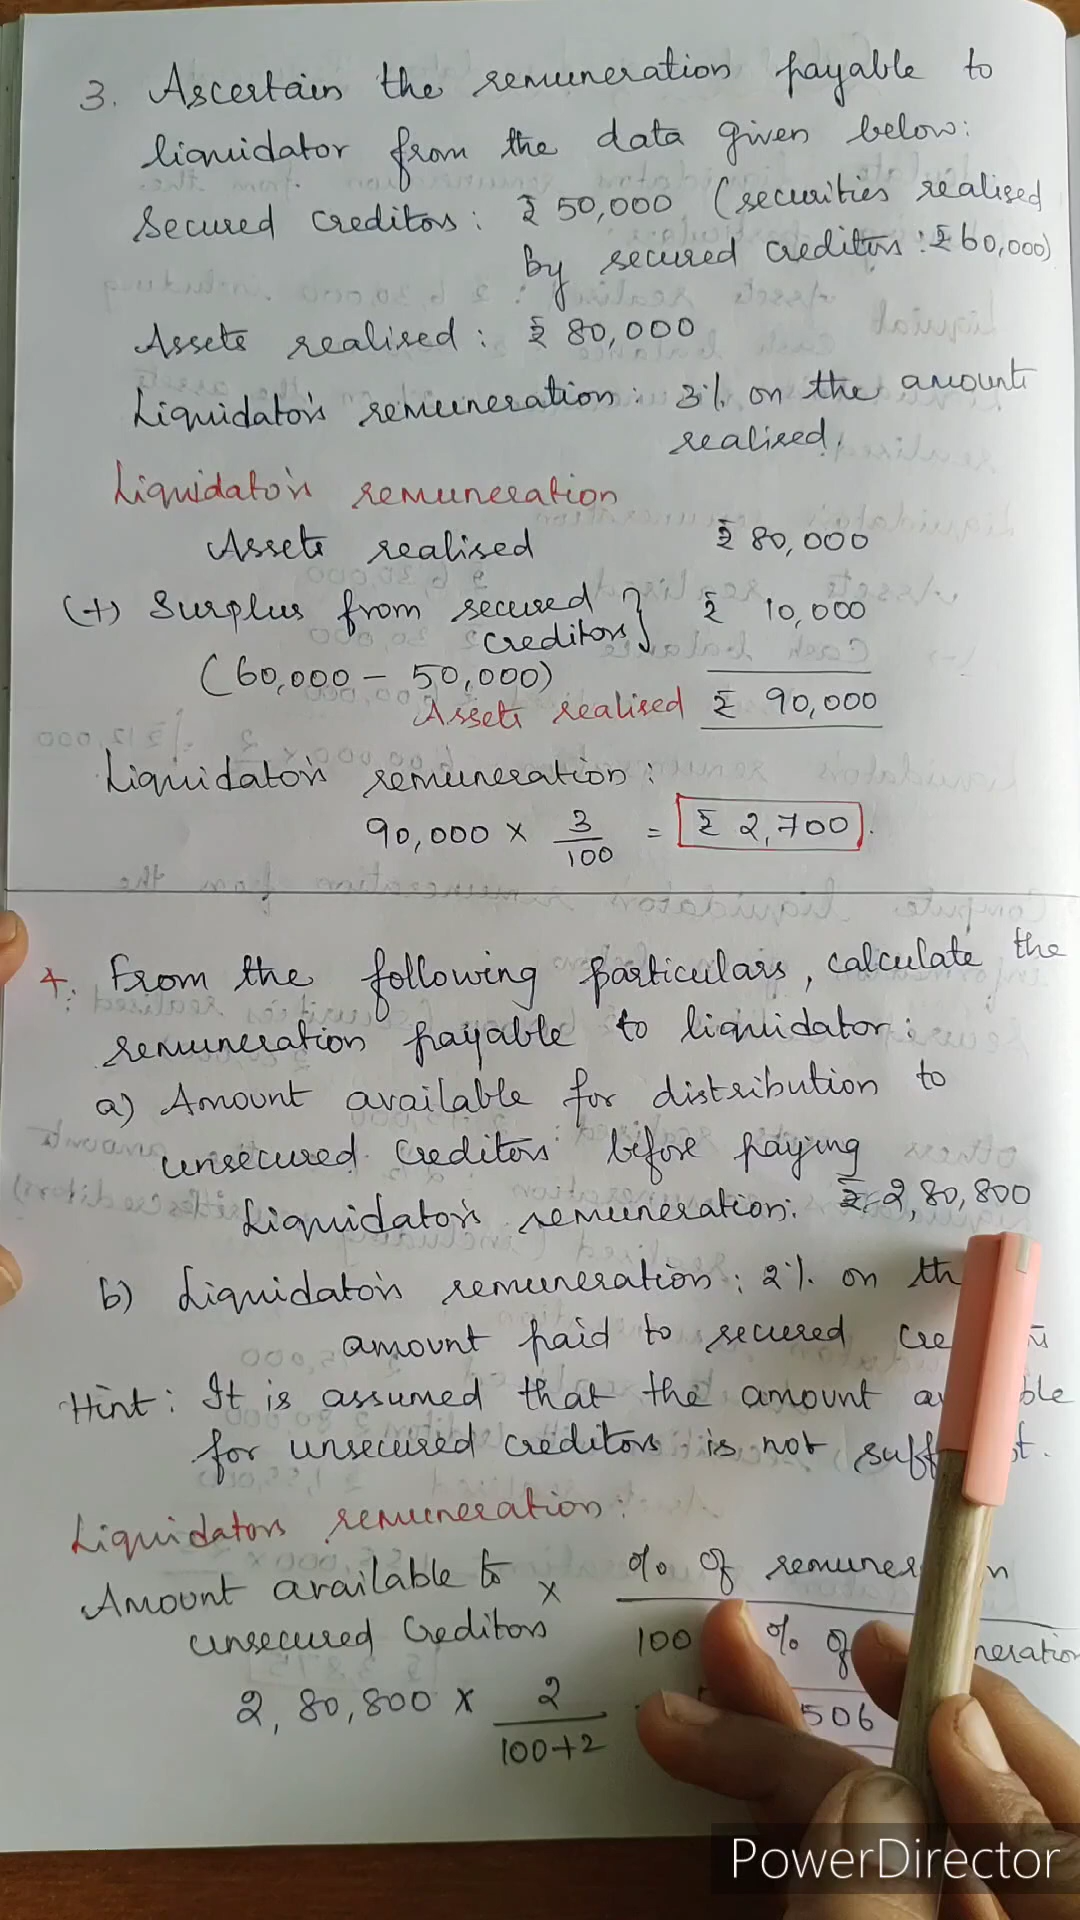 3. Ascertain the remuneration payable to
liquidator from the data given below:
Secured Creditors: ₹ 50,000 (securities realised
by secured creditors: ₹ 60,000)
Assets realised: ₹ 80,000
Liquidator's remuneration: 3% on the amount
realised.
Liquidator's remuneration
Assets realised ₹ 80,000
(+) Surplus from secured creditors } ₹ 10,000
(60,000 - 50,000)
Assets realised ₹ 90,000
Liquidator's remuneration:
90,000 × 3/100 = ₹ 2,700.
4. From the following particulars, calculate the
remuneration payable to liquidator:
a) Amount available for distribution to
unsecured creditors before paying
Liquidator's remuneration: ₹ 2,80,800
b) Liquidator's remuneration: 2% on
amount paid to secured
Hint: It is assumed that the amount
for unsecured creditors is not
Liquidators remuneration:
Amount available to × % of
unsecured Creditors 100 % of
2,80,800 × 2/100+2 506
PowerDirector